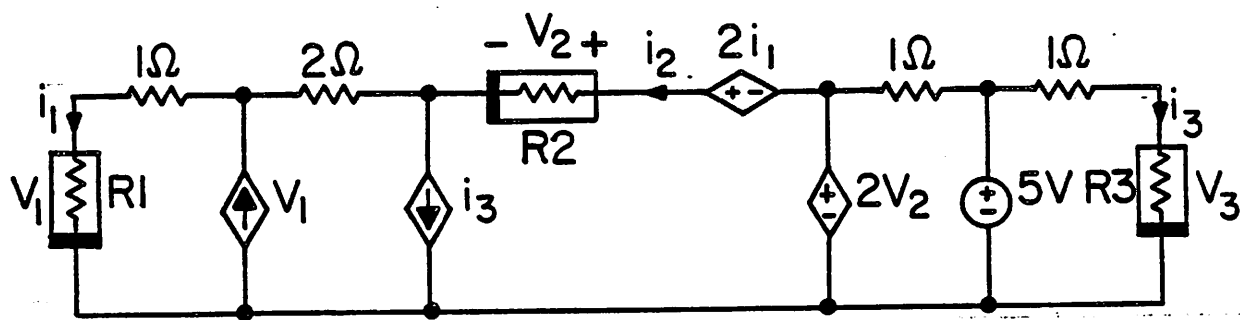 1Ω
2Ω
- V₂ +
i₂
2i₁
+ -
1Ω
1Ω
i₁
i₃
V₁
R1
V₁
i₃
R2
+ -
2V₂
+ -
5V
R3
V₃